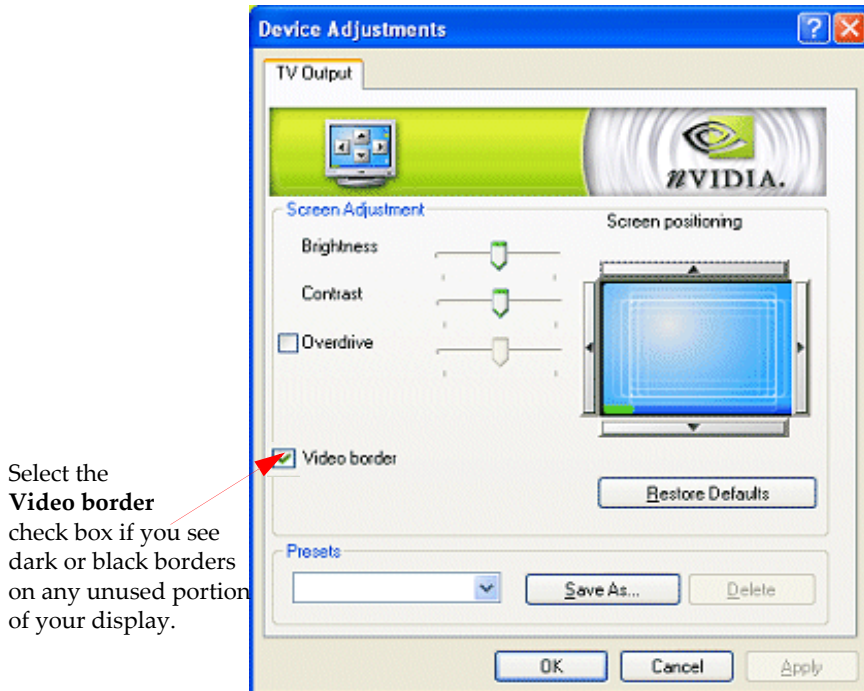 Device Adjustments
TV Output
nVIDIA.
Screen Adjustment
Screen positioning
Brightness
Contrast
Overdrive
Video border
Restore Defaults
Presets
Save As...
Delete
OK
Cancel
Apply
Select the
Video border
check box if you see
dark or black borders
on any unused portion
of your display.